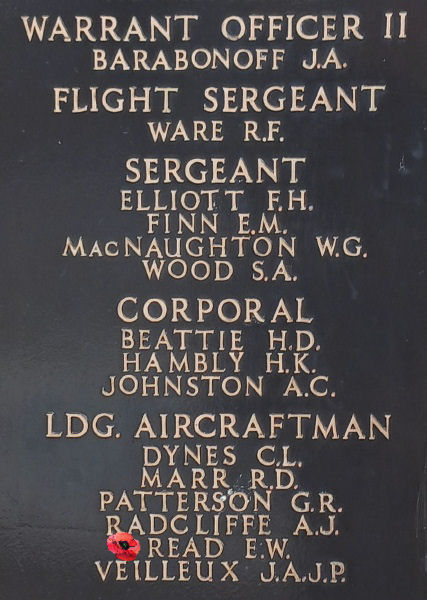 WARRANT OFFICER II
BARABONOFF J.A.
FLIGHT SERGEANT
WARE R.F.
SERGEANT
ELLIOTT F.H.
FINN E.M.
MACNAUGHTON W.G.
WOOD S.A.
CORPORAL
BEATTIE H.D.
HAMBLY H.K.
JOHNSTON A.C.
LDG. AIRCRAFTMAN
DYNES C.L.
MARR R.D.
PATTERSON G.R.
RADCLIFFE A.J.
READ E.W.
VEILLEUX J.A.J.P.